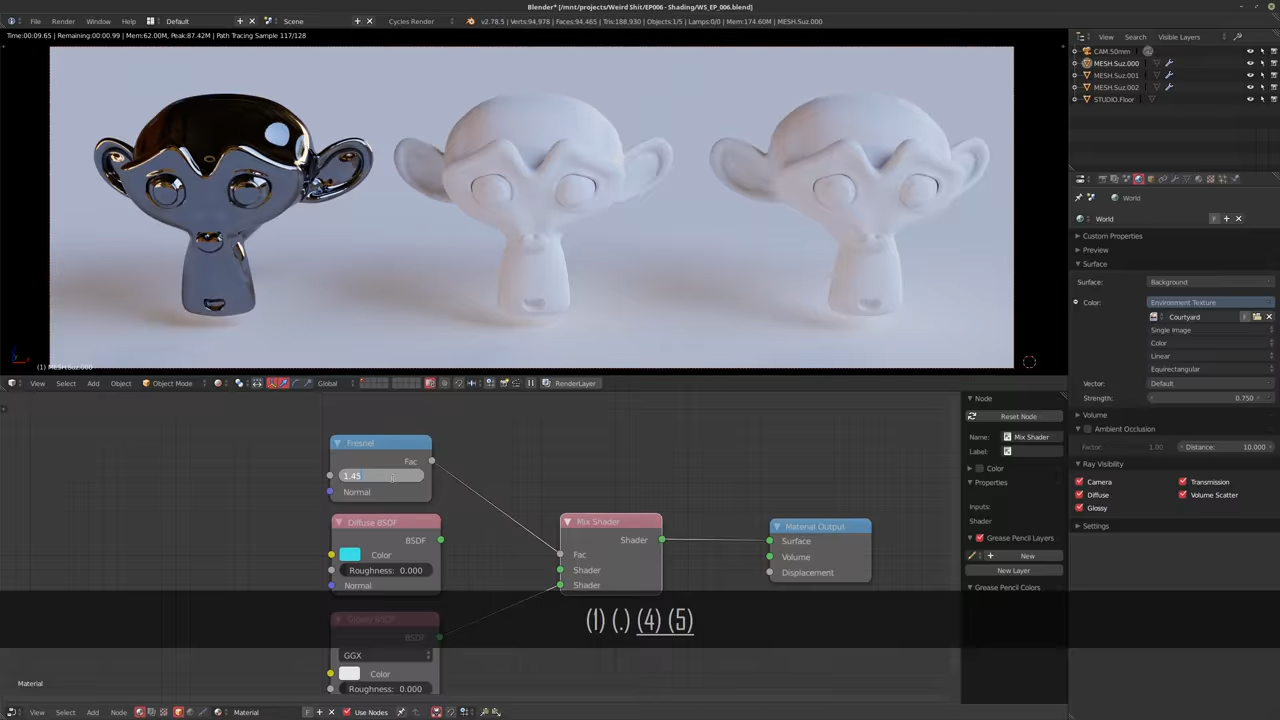 Blender* [/mnt/Projects/Weird Shit/EP006 - Shading/WS_EP_006.blend]
File Render Window Help Default Scene Cycles Render v2.78.5 | Verts:94,978 | Faces:94,465 | Tris:188,930 | Objects:1/5 | Lamps:0/0 | Mem:174.60M | MESH.Suz.000
Time:00:09.65 | Remaining:00:00.99 | Mem:62.00M, Peak:87.42M | Path Tracing Sample 117/128
(1) MESH.Suz.000
View Select Add Object Object Mode Global RenderLayer
View Search Visible Layers
CAM.50mm
MESH.Suz.000
MESH.Suz.001
MESH.Suz.002
STUDIO.Floor
World
World F
Custom Properties
Preview
Surface
Surface: Background
Color: Environment Texture
Courtyard F
Single Image
Color
Linear
Equirectangular
Vector: Default
Strength: 0.750
Volume
Ambient Occlusion
Factor: 1.00 Distance: 10.000
Ray Visibility
Camera Transmission
Diffuse Volume Scatter
Glossy
Settings
Fresnel
Fac
1.45
Normal
Diffuse BSDF
BSDF
Color
Roughness: 0.000
Normal
Glossy BSDF
BSDF
GGX
Color
Roughness: 0.000
Mix Shader
Shader
Fac
Shader
Shader
Material Output
Surface
Volume
Displacement
Node
Reset Node
Name: Mix Shader
Label:
Color
Properties
Inputs:
Shader
Grease Pencil Layers
New
New Layer
Grease Pencil Colors
(1) (.) (4) (5)
Material
View Select Add Node Material F Use Nodes